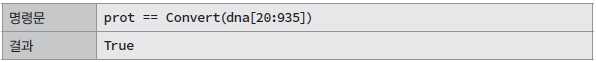 명령문 prot == Convert(dna[20:935])
결과 True